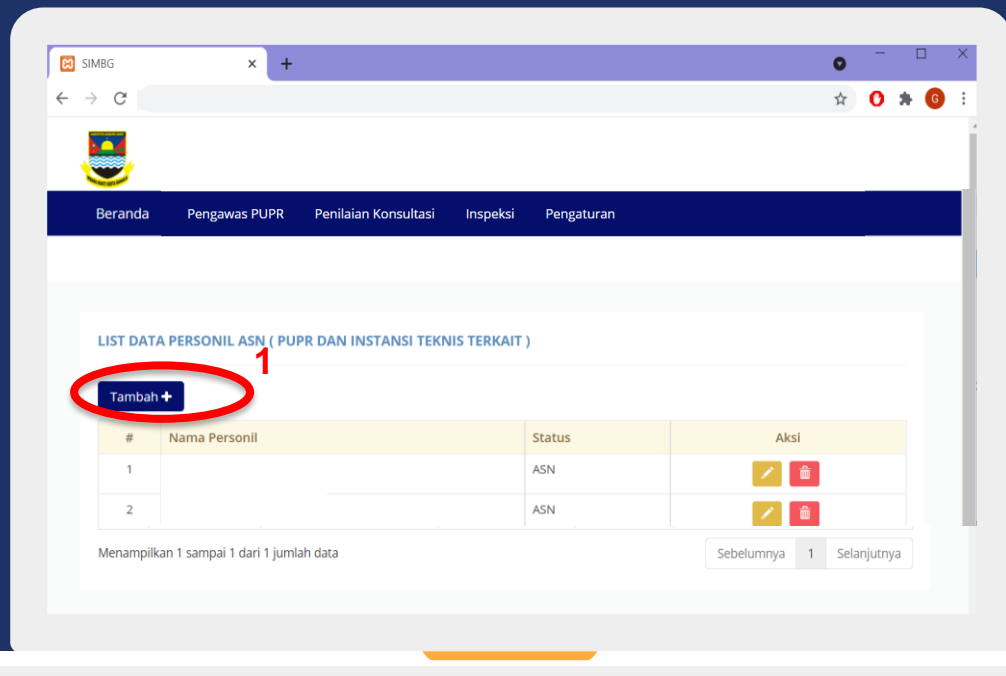 SIMBG
G
Beranda Pengawas PUPR Penilaian Konsultasi Inspeksi Pengaturan
LIST DATA PERSONIL ASN ( PUPR DAN INSTANSI TEKNIS TERKAIT )
1
Tambah
# Nama Personil Status Aksi
1 ASN
2 ASN
Menampilkan 1 sampai 1 dari 1 jumlah data
Sebelumnya 1 Selanjutnya